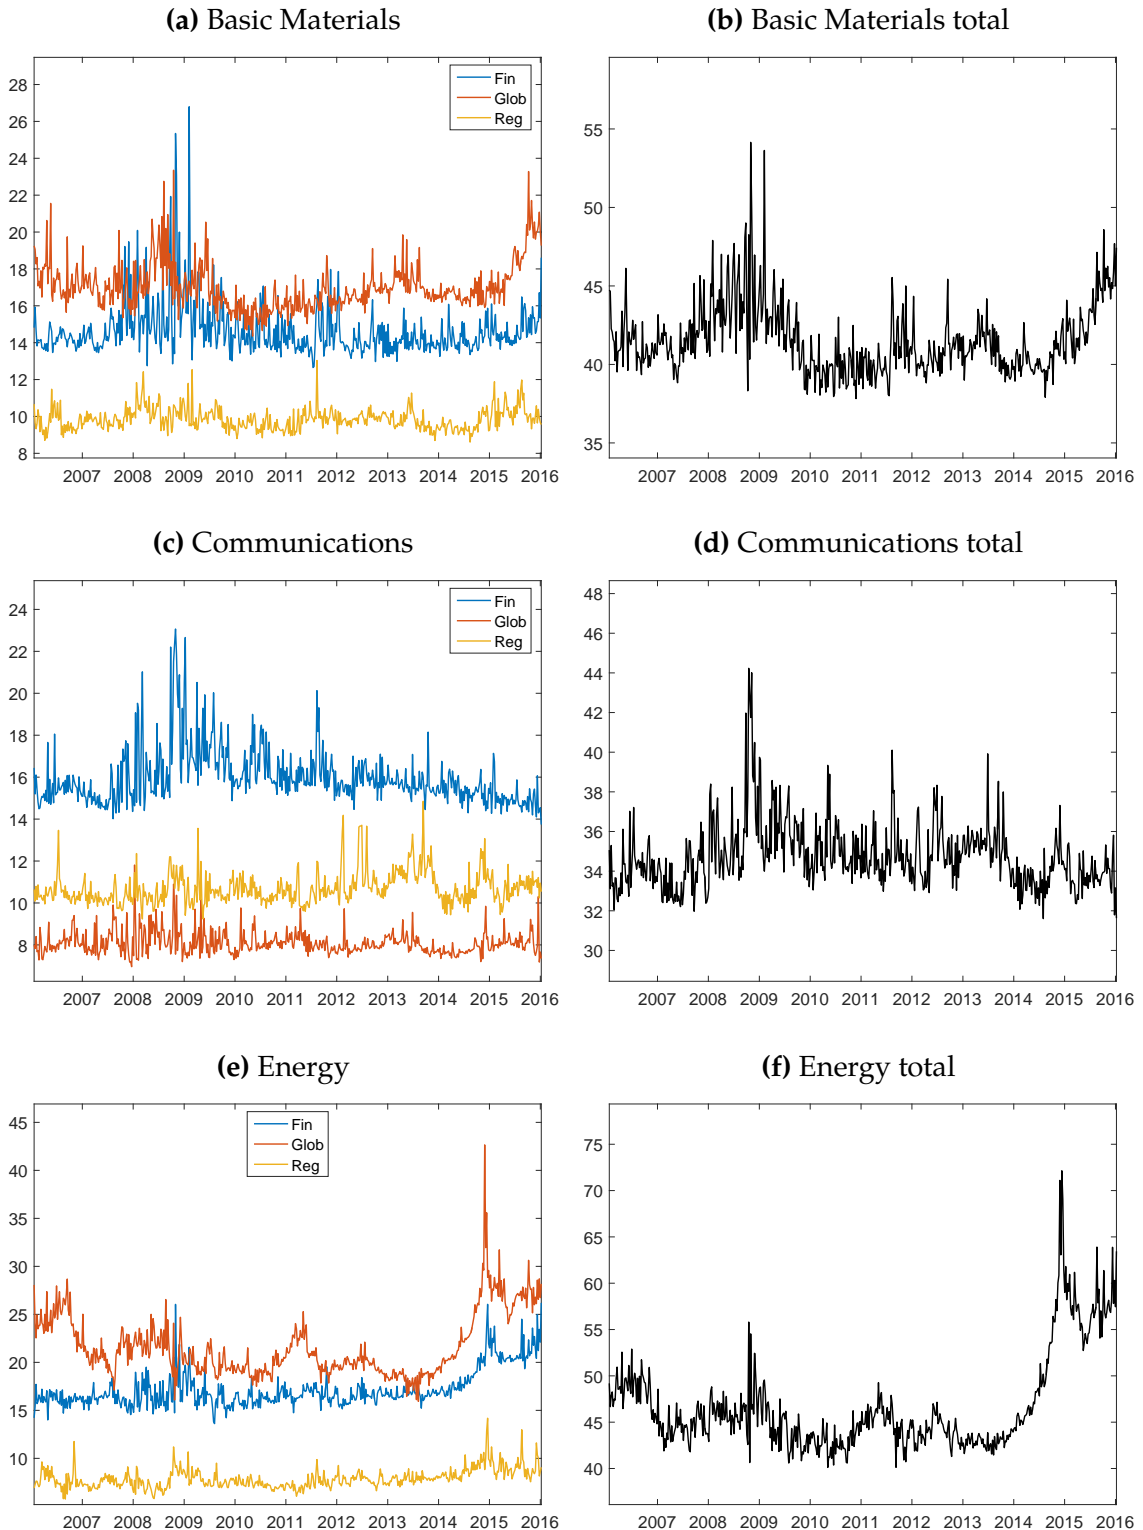 (a) Basic Materials
28
26
24
22
20
18
16
14
12
10
8
2007 2008 2009 2010 2011 2012 2013 2014 2015 2016
Fin
Glob
Reg
(b) Basic Materials total
55
50
45
40
35
2007 2008 2009 2010 2011 2012 2013 2014 2015 2016
(c) Communications
24
22
20
18
16
14
12
10
8
2007 2008 2009 2010 2011 2012 2013 2014 2015 2016
Fin
Glob
Reg
(d) Communications total
48
46
44
42
40
38
36
34
32
30
2007 2008 2009 2010 2011 2012 2013 2014 2015 2016
(e) Energy
45
40
35
30
25
20
15
10
2007 2008 2009 2010 2011 2012 2013 2014 2015 2016
Fin
Glob
Reg
(f) Energy total
75
70
65
60
55
50
45
40
2007 2008 2009 2010 2011 2012 2013 2014 2015 2016